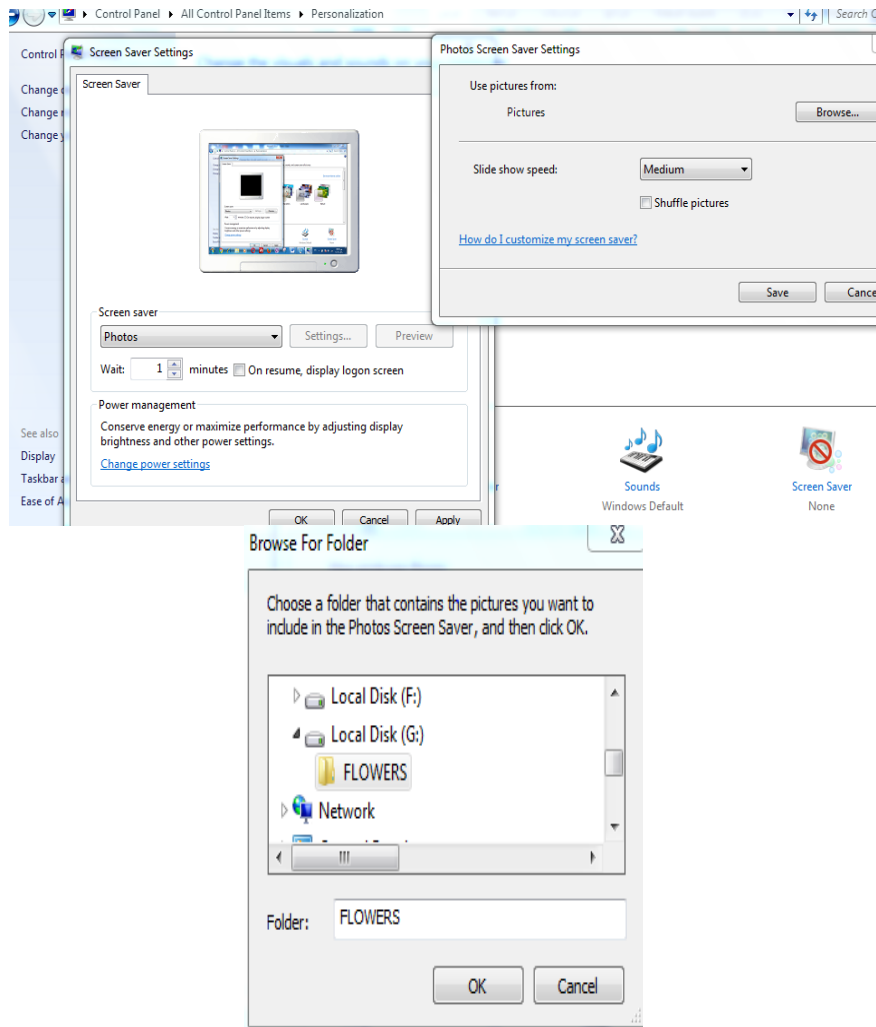 Control Panel ▸ All Control Panel Items ▸ Personalization
Search
Control
Change
Change
Change
See also
Display
Taskbar
Ease of
Screen Saver Settings
Screen Saver
Screen saver
Photos
Settings...
Preview
Wait: 1 minutes On resume, display logon screen
Power management
Conserve energy or maximize performance by adjusting display
brightness and other power settings.
Change power settings
OK Cancel Apply
Photos Screen Saver Settings
Use pictures from:
Pictures
Browse...
Slide show speed: Medium
Shuffle pictures
How do I customize my screen saver?
Save Cance
Sounds
Windows Default
Screen Saver
None
Browse For Folder
Choose a folder that contains the pictures you want to
include in the Photos Screen Saver, and then click OK.
Local Disk (F:)
Local Disk (G:)
FLOWERS
Network
Folder: FLOWERS
OK Cancel